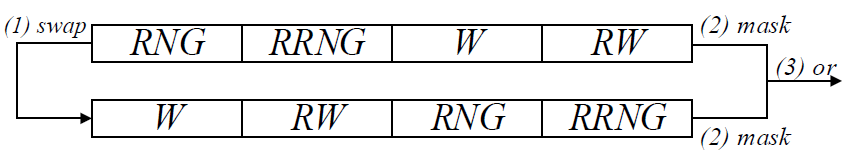 (1) swap RNG RRNG W RW (2) mask
(3) or
W RW RNG RRNG (2) mask